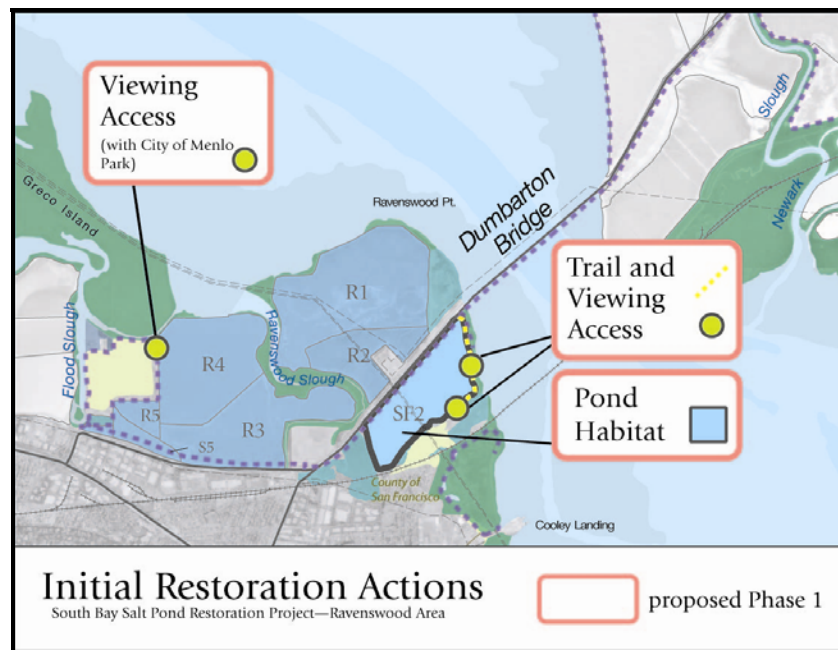 Viewing
Access
(with City of Menlo
Park)
Greco Island
Ravenswood Pt.
Dumbarton
Bridge
Slough
Newark
Trail and
Viewing
Access
R1
Ravenswood Slough
R2
R4
Flood Slough
R5
R3
S5
SF2
Pond
Habitat
County of
San Francisco
Cooley Landing
Initial Restoration Actions
South Bay Salt Pond Restoration Project—Ravenswood Area
proposed Phase 1